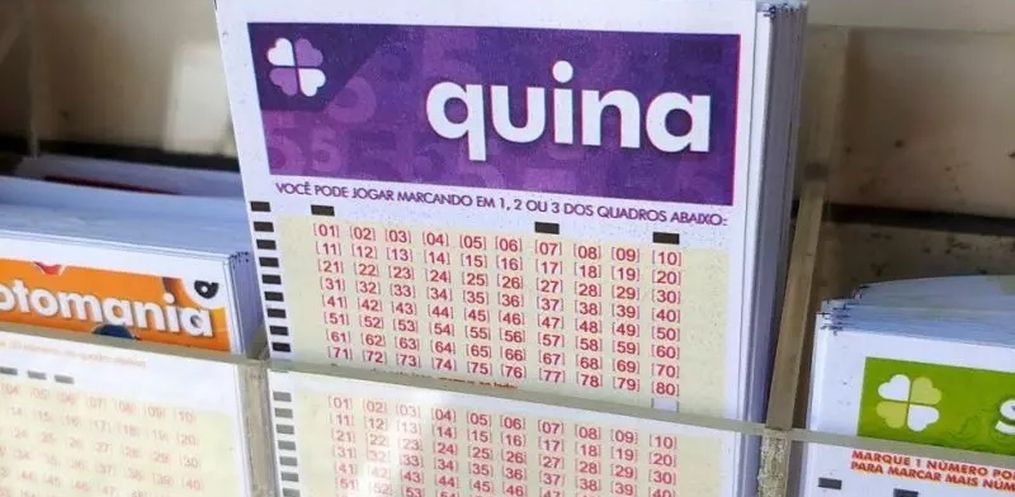 quina
VOCÊ PODE JOGAR MARCANDO EM 1, 2 OU 3 DOS QUADROS ABAIXO:
[01] [02] [03] [04] [05] [06] [07] [08] [09] [10]
[11] [12] [13] [14] [15] [16] [17] [18] [19] [20]
[21] [22] [23] [24] [25] [26] [27] [28] [29] [30]
[31] [32] [33] [34] [35] [36] [37] [38] [39] [40]
[41] [42] [43] [44] [45] [46] [47] [48] [49] [50]
[51] [52] [53] [54] [55] [56] [57] [58] [59] [60]
[61] [62] [63] [64] [65] [66] [67] [68] [69] [70]
[71] [72] [73] [74] [75] [76] [77] [78] [79] [80]
[01] [02] [03] [04] [05] [06] [07] [08] [09] [10]
[11] [12] [13] [14] [15] [16] [17] [18] [19] [20]
[21] [22] [23] [24] [25] [26] [27] [28] [29] [30]
[31] [32] [33] [34] [35] [36] [37] [38] [39] [40]
otomania
MARQUE 1 NÚMERO PO
PARA MARCAR MAIS NÚM